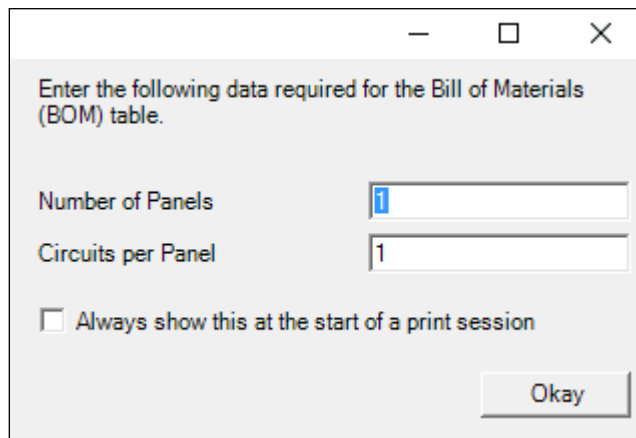 Enter the following data required for the Bill of Materials
(BOM) table.
Number of Panels 1
Circuits per Panel 1
Always show this at the start of a print session
Okay